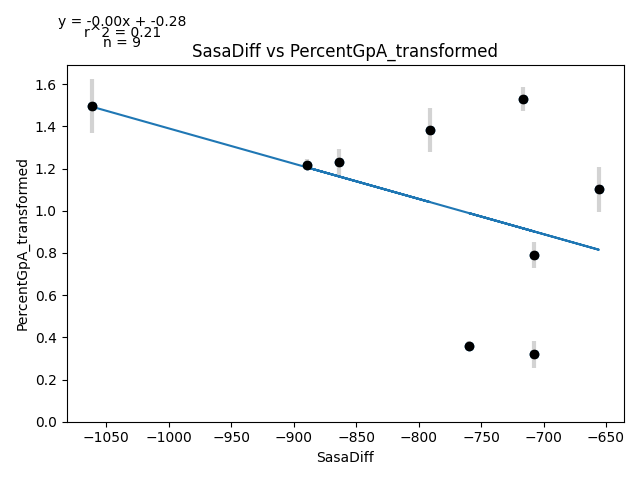 y = -0.00x + -0.28
r^2 = 0.21
n = 9
SasaDiff vs PercentGpA_transformed
PercentGpA_transformed
1.6
1.4
1.2
1.0
0.8
0.6
0.4
0.2
0.0
−1050 −1000 −950 −900 −850 −800 −750 −700 −650
SasaDiff